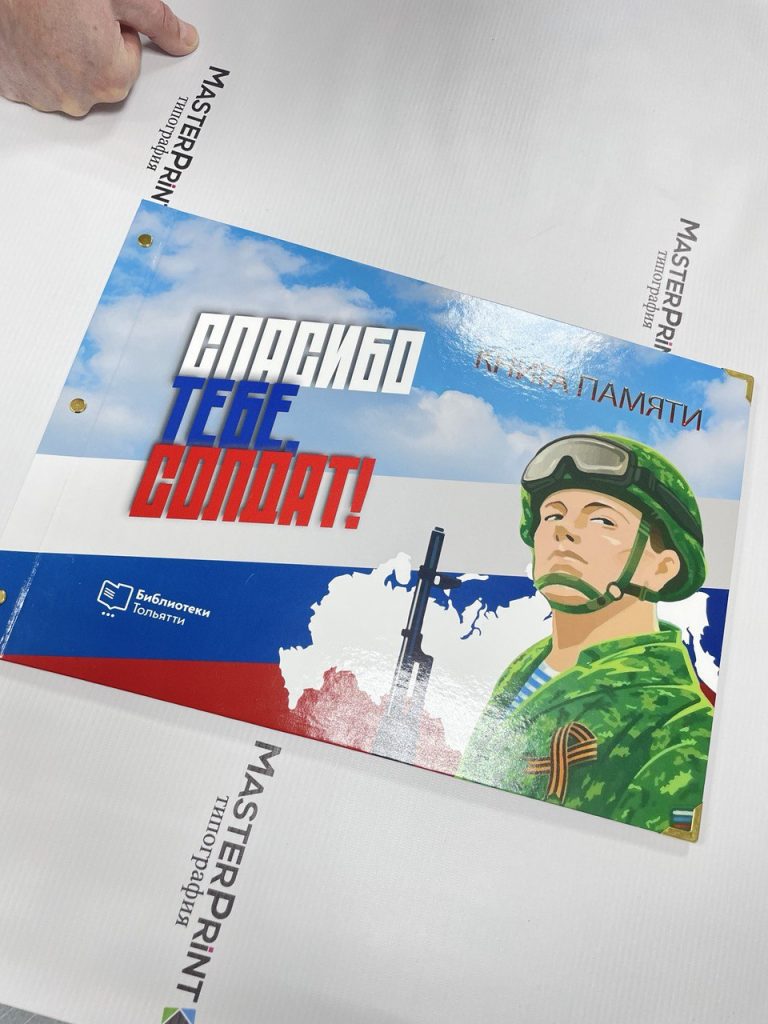 MASTERPRINT
типография
MASTERPRINT
типография
СПАСИБО
ТЕБЕ,
СОЛДАТ!
КНИГА ПАМЯТИ
Библиотеки
Тольятти
MASTERPRINT
типография